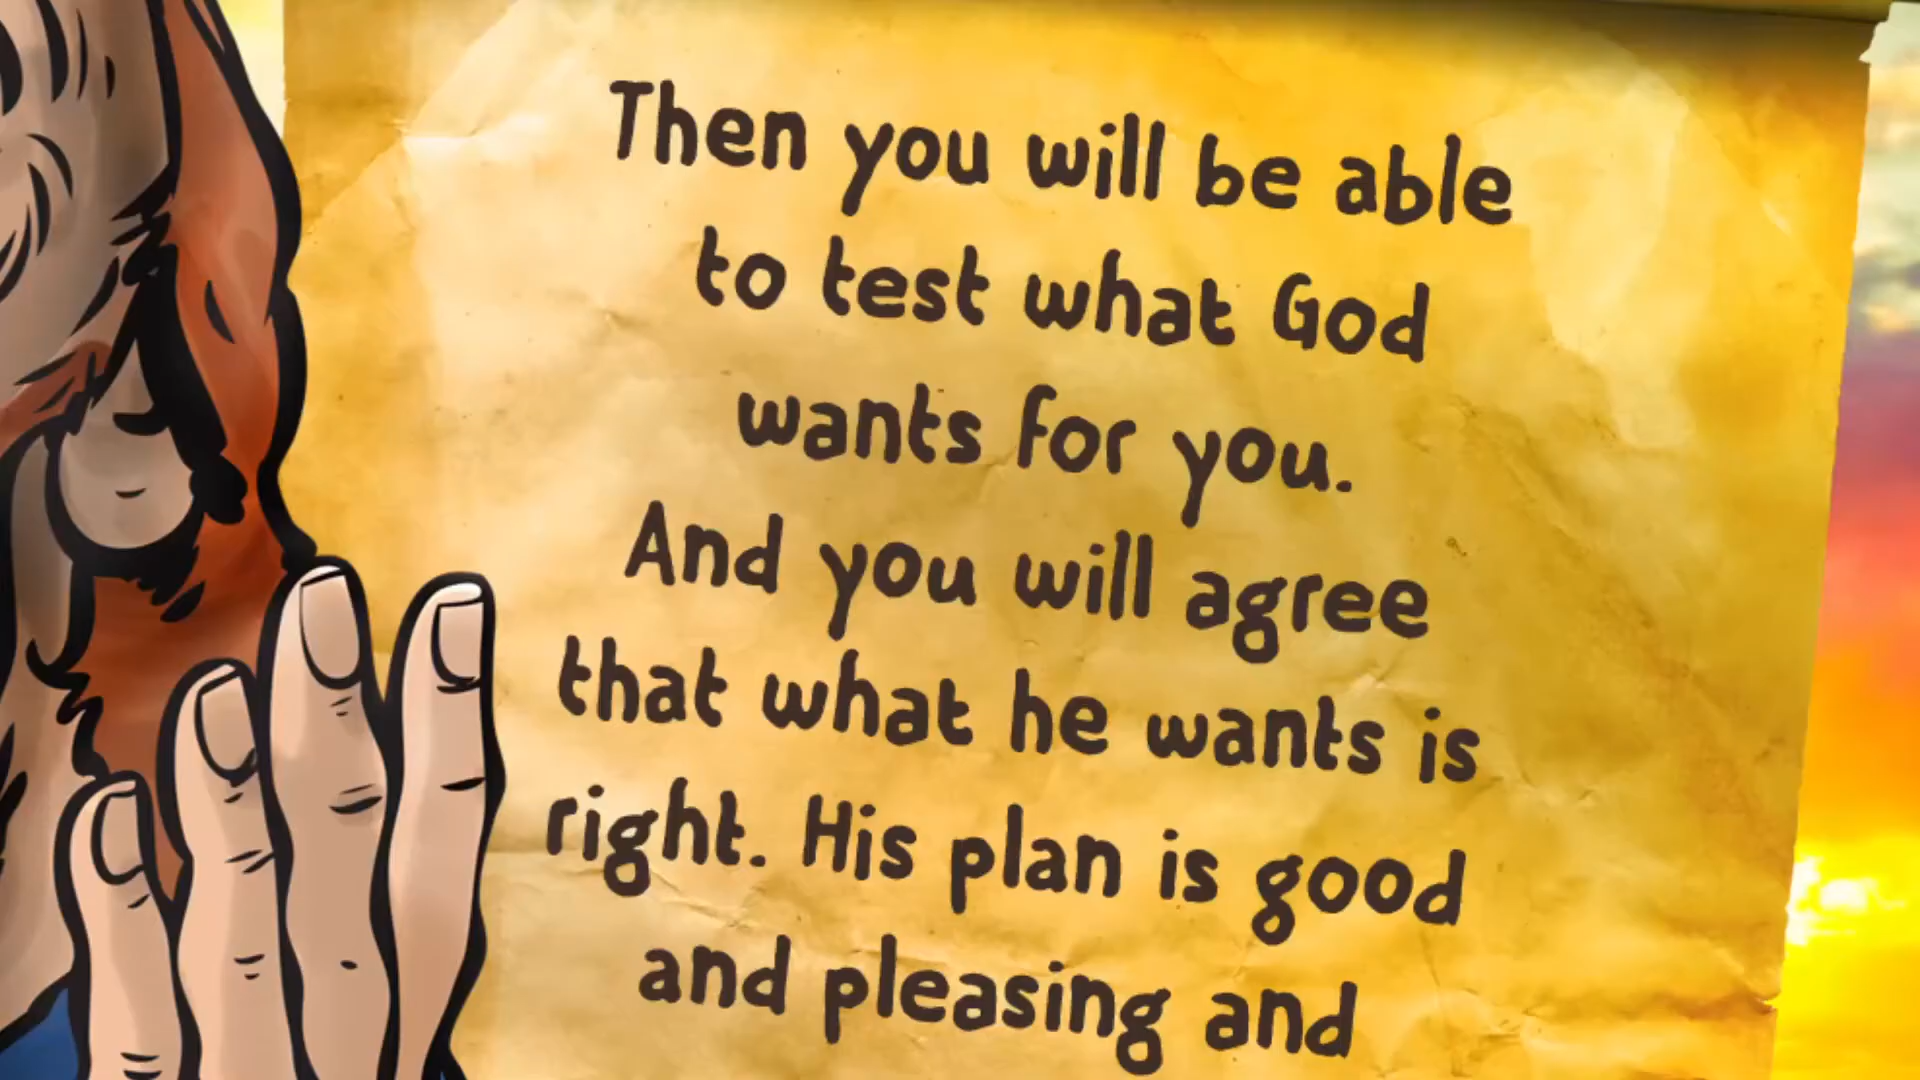 Then you will be able
to test what God
wants for you.
And you will agree
that what he wants is
right. His plan is good
and pleasing and